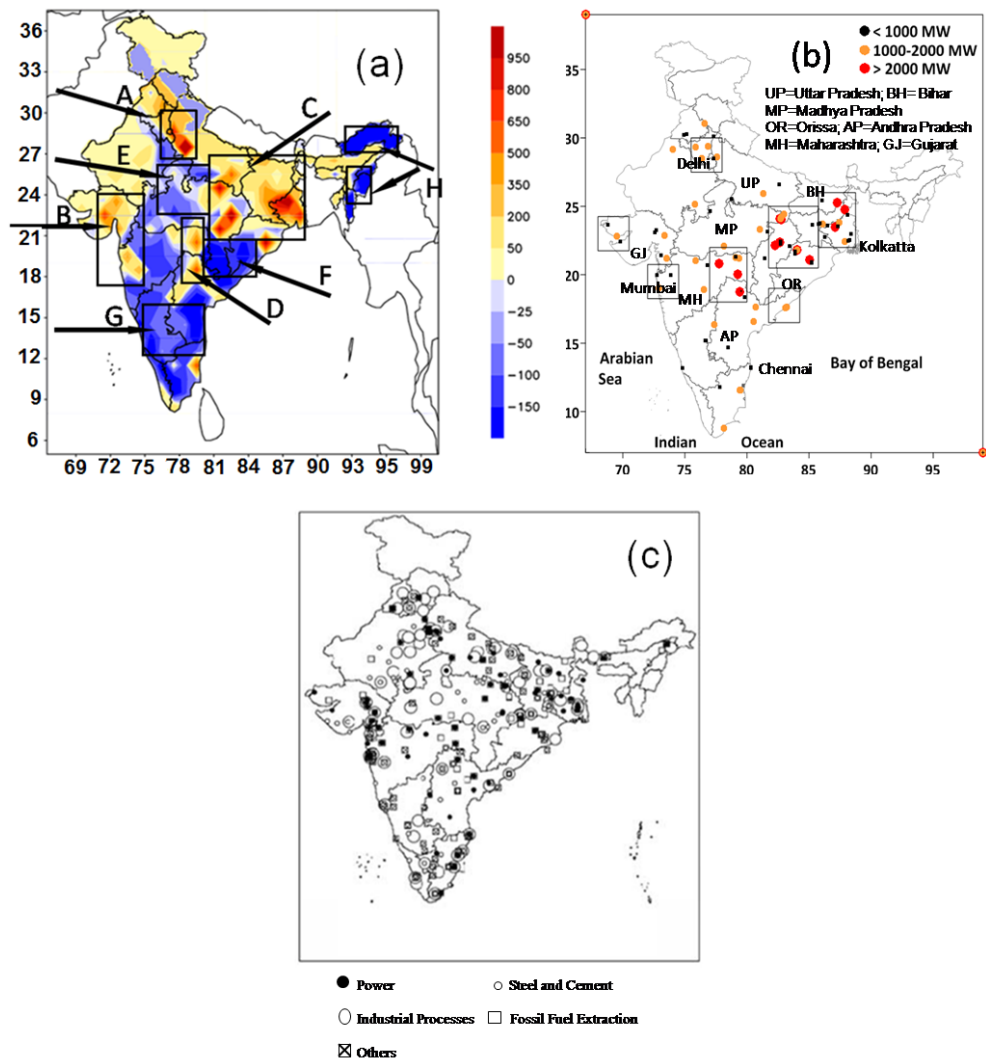 (a)
36
33
30
27
24
21
18
15
12
9
6
69 72 75 78 81 84 87 90 93 96 99
A
B
C
D
E
F
G
H
950
800
650
500
350
200
50
0
−25
−50
−100
−150
(b)
< 1000 MW
1000-2000 MW
> 2000 MW
UP=Uttar Pradesh; BH= Bihar
MP=Madhya Pradesh
OR=Orissa; AP=Andhra Pradesh
MH=Maharashtra; GJ=Gujarat
35
30
25
20
15
10
70 75 80 85 90 95
Delhi
UP
BH
MP
Kolkatta
GJ
Mumbai
OR
MH
AP
Arabian
Sea
Chennai
Bay of Bengal
Indian Ocean
(c)
Power
Steel and Cement
Industrial Processes
Fossil Fuel Extraction
Others